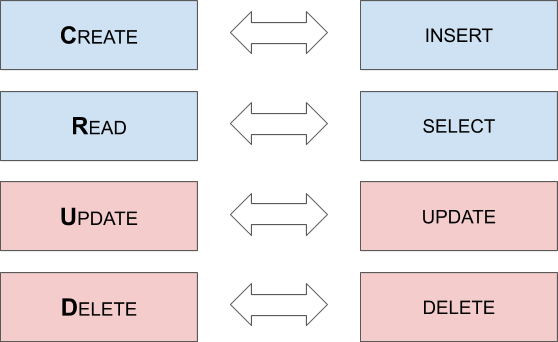 CREATE
INSERT
READ
SELECT
UPDATE
UPDATE
DELETE
DELETE